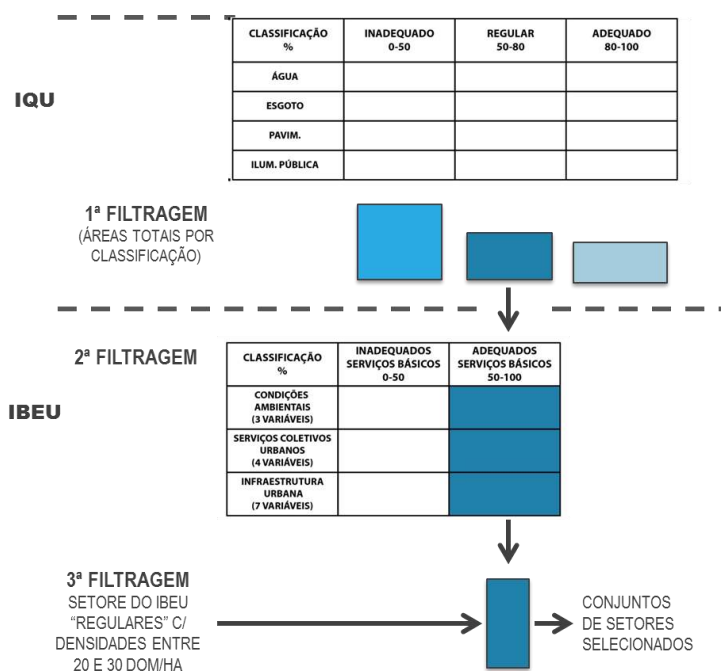 CLASSIFICAÇÃO
%
INADEQUADO
0-50
REGULAR
50-80
ADEQUADO
80-100
ÁGUA
IQU
ESGOTO
PAVIM.
ILUM. PÚBLICA
1ª FILTRAGEM
(ÁREAS TOTAIS POR
CLASSIFICAÇÃO)
2ª FILTRAGEM
CLASSIFICAÇÃO
%
INADEQUADOS
SERVIÇOS BÁSICOS
0-50
ADEQUADOS
SERVIÇOS BÁSICOS
50-100
IBEU
CONDIÇÕES
AMBIENTAIS
(3 VARIÁVEIS)
SERVIÇOS COLETIVOS
URBANOS
(4 VARIÁVEIS)
INFRAESTRUTURA
URBANA
(7 VARIÁVEIS)
3ª FILTRAGEM
SETORE DO IBEU
“REGULARES” C/
DENSIDADES ENTRE
20 E 30 DOM/HA
CONJUNTOS
DE SETORES
SELECIONADOS